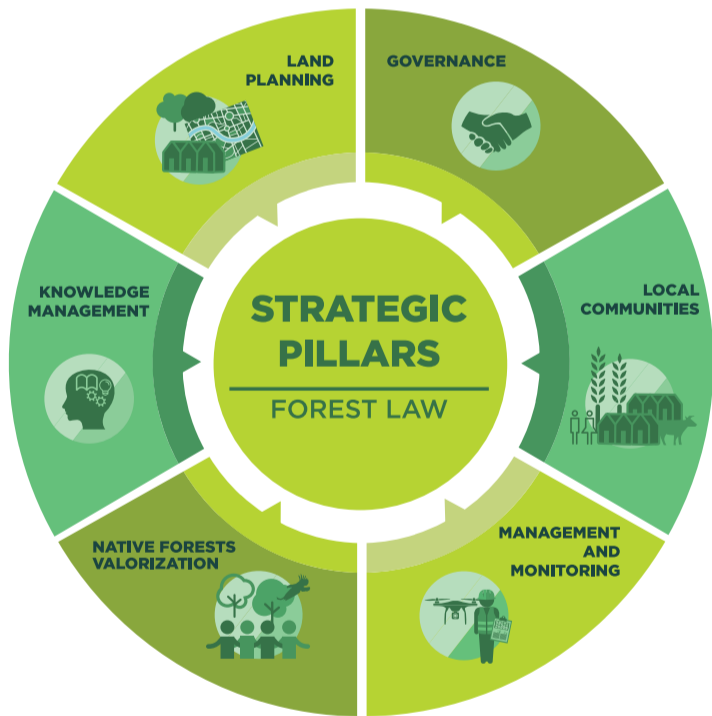 LAND
PLANNING
GOVERNANCE
KNOWLEDGE
MANAGEMENT
STRATEGIC
PILLARS
FOREST LAW
LOCAL
COMMUNITIES
NATIVE FORESTS
VALORIZATION
MANAGEMENT
AND
MONITORING